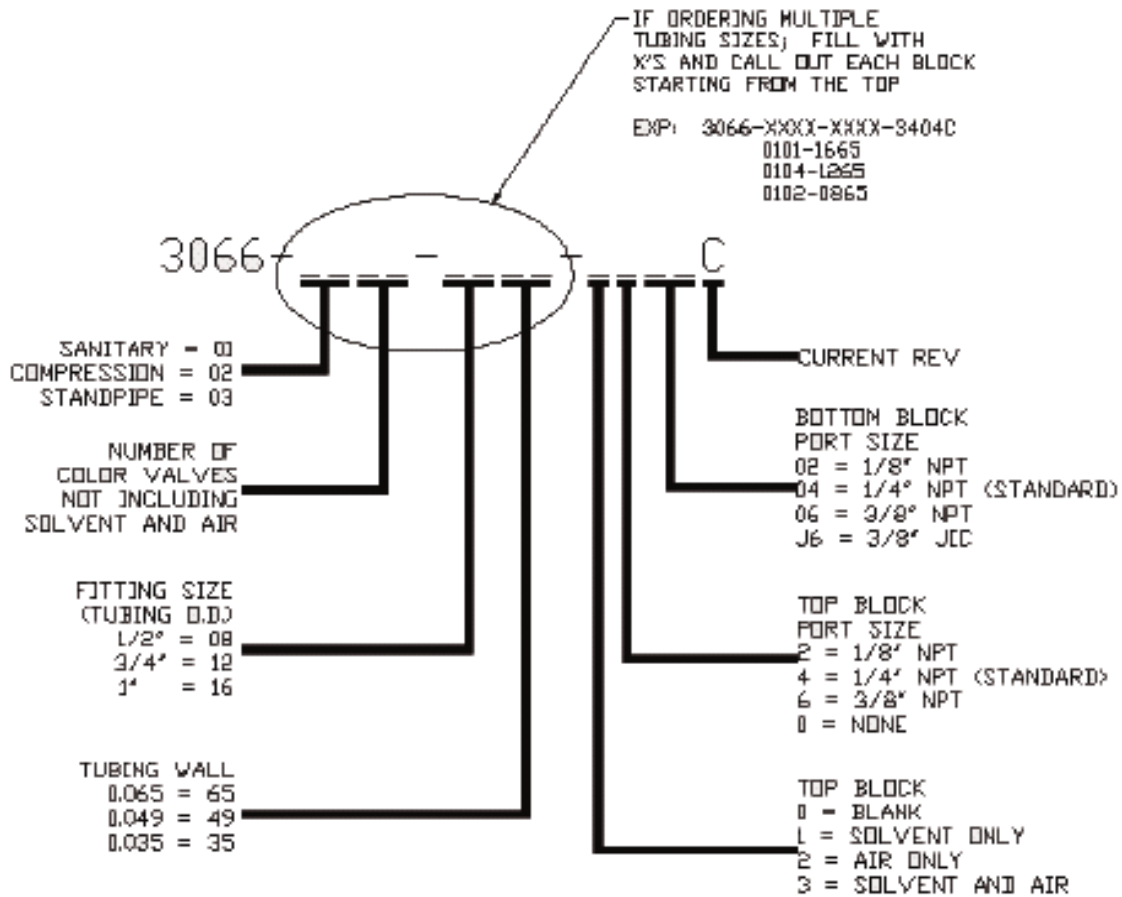 IF ORDERING MULTIPLE
TUBING SIZES; FILL WITH
X'S AND CALL OUT EACH BLOCK
STARTING FROM THE TOP
EXP: 3066-XXXX-XXXX-3404C
0101-1665
0104-1265
0102-0865
3066-____-____-____C
SANITARY = 01
COMPRESSION = 02
STANDPIPE = 03
NUMBER OF
COLOR VALVES
NOT INCLUDING
SOLVENT AND AIR
FITTING SIZE
(TUBING O.D.)
1/2" = 08
3/4" = 12
1" = 16
TUBING WALL
0.065 = 65
0.049 = 49
0.035 = 35
CURRENT REV
BOTTOM BLOCK
PORT SIZE
02 = 1/8" NPT
04 = 1/4" NPT (STANDARD)
06 = 3/8" NPT
J6 = 3/8" JIC
TOP BLOCK
PORT SIZE
2 = 1/8" NPT
4 = 1/4" NPT (STANDARD)
6 = 3/8" NPT
0 = NONE
TOP BLOCK
0 = BLANK
1 = SOLVENT ONLY
2 = AIR ONLY
3 = SOLVENT AND AIR